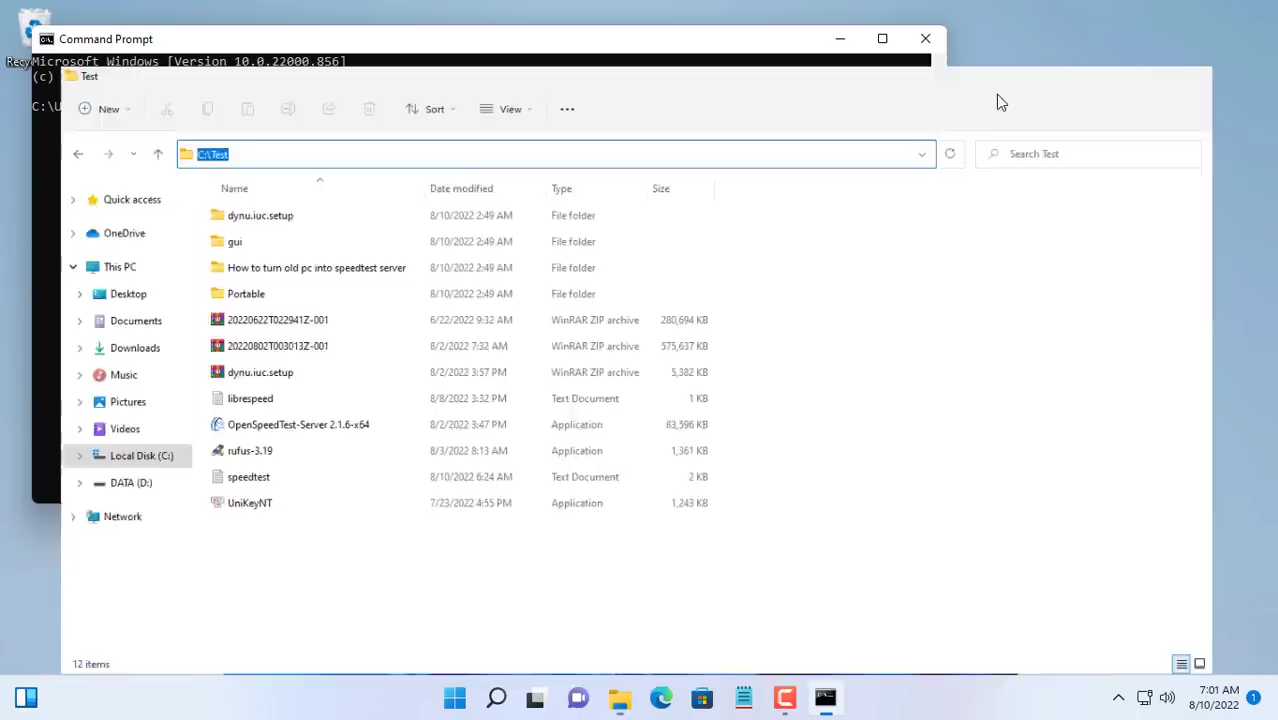 Command Prompt
Recy
Microsoft Windows [Version 10.0.22000.856]
(c)
C:\U
Test
New
Sort
View
C:\Test
Search Test
Name
Date modified
Type
Size
Quick access
OneDrive
This PC
Desktop
Documents
Downloads
Music
Pictures
Videos
Local Disk (C:)
DATA (D:)
Network
dynu.iuc.setup 8/10/2022 2:49 AM File folder
gui 8/10/2022 2:49 AM File folder
How to turn old pc into speedtest server 8/10/2022 2:49 AM File folder
Portable 8/10/2022 2:49 AM File folder
20220622T022941Z-001 6/22/2022 9:32 AM WinRAR ZIP archive 280,694 KB
20220802T003013Z-001 8/2/2022 7:32 AM WinRAR ZIP archive 575,637 KB
dynu.iuc.setup 8/2/2022 3:57 PM WinRAR ZIP archive 5,382 KB
librespeed 8/8/2022 3:32 PM Text Document 1 KB
OpenSpeedTest-Server 2.1.6-x64 8/2/2022 3:47 PM Application 83,596 KB
rufus-3.19 8/3/2022 8:13 AM Application 1,361 KB
speedtest 8/10/2022 6:24 AM Text Document 2 KB
UniKeyNT 7/23/2022 4:55 PM Application 1,243 KB
12 items
7:01 AM
8/10/2022
1